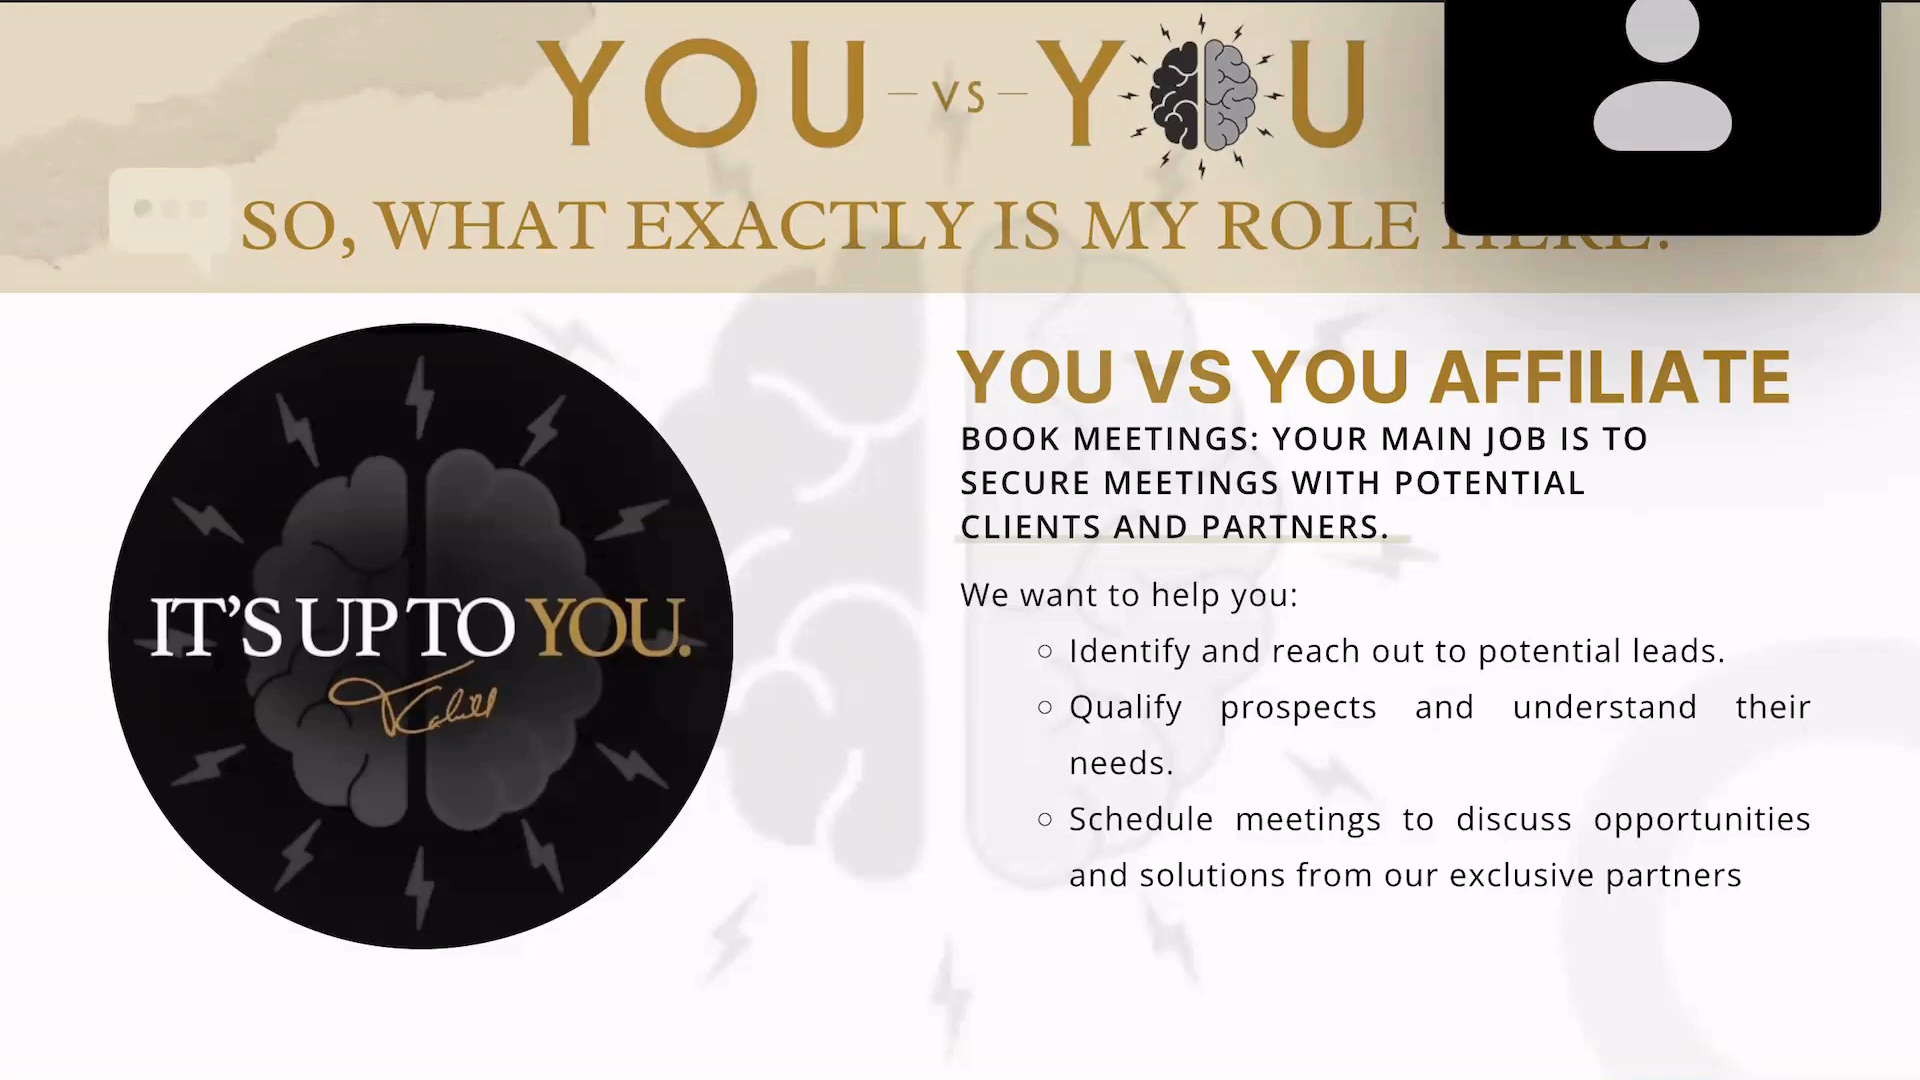 YOU VS YOU
SO, WHAT EXACTLY IS MY ROLE HERE?
IT'S UP TO YOU.
YOU VS YOU AFFILIATE
BOOK MEETINGS: YOUR MAIN JOB IS TO
SECURE MEETINGS WITH POTENTIAL
CLIENTS AND PARTNERS.
We want to help you:
Identify and reach out to potential leads.
Qualify prospects and understand their
needs.
Schedule meetings to discuss opportunities
and solutions from our exclusive partners